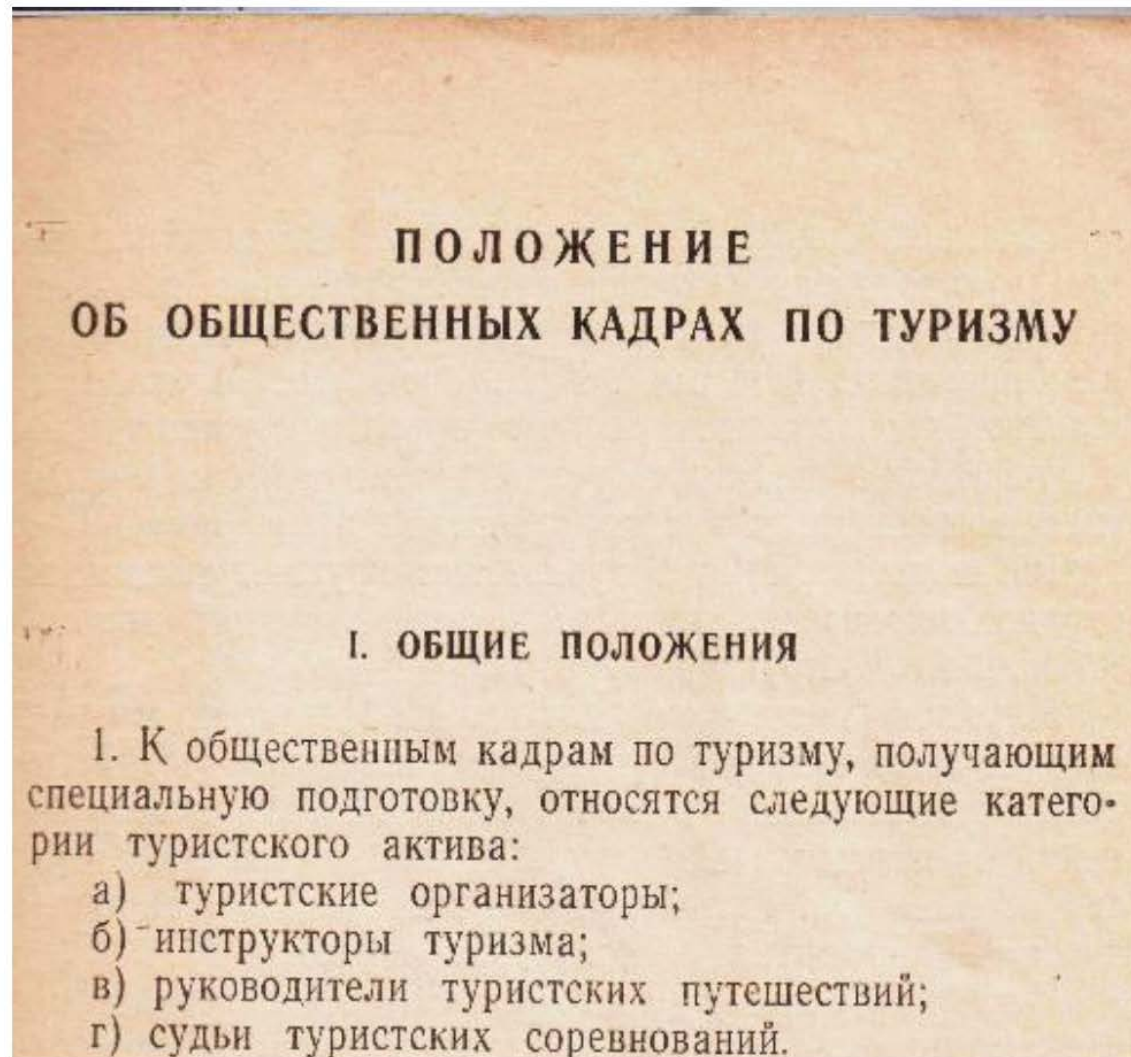 ПОЛОЖЕНИЕ
ОБ ОБЩЕСТВЕННЫХ КАДРАХ ПО ТУРИЗМУ
I. ОБЩИЕ ПОЛОЖЕНИЯ
1. К общественным кадрам по туризму, получающим
специальную подготовку, относятся следующие катего-
рии туристского актива:
а) туристские организаторы;
б) инструкторы туризма;
в) руководители туристских путешествий;
г) судьи туристских соревнований.